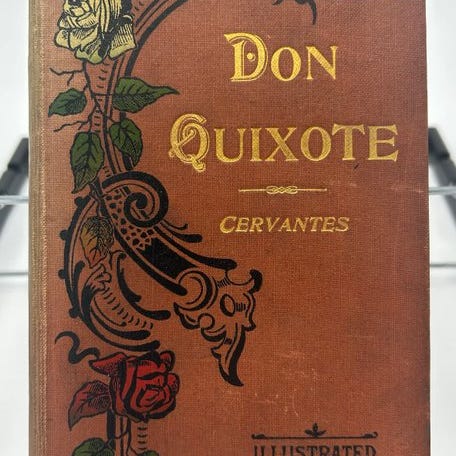 DON
QUIXOTE
CERVANTES
ILLUSTRATED